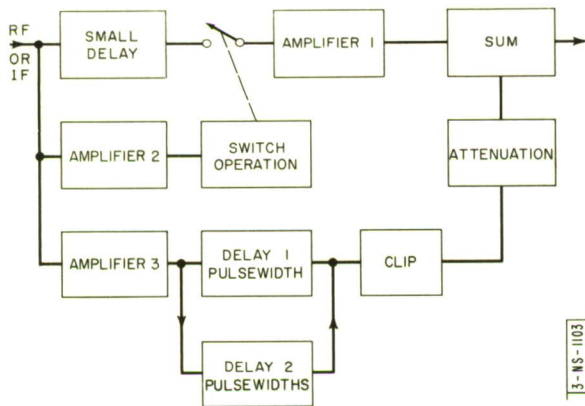 RF
OR
IF
SMALL
DELAY
AMPLIFIER 1
SUM
AMPLIFIER 2
SWITCH
OPERATION
ATTENUATION
AMPLIFIER 3
DELAY 1
PULSEWIDTH
CLIP
DELAY 2
PULSEWIDTHS
3-NS-1103